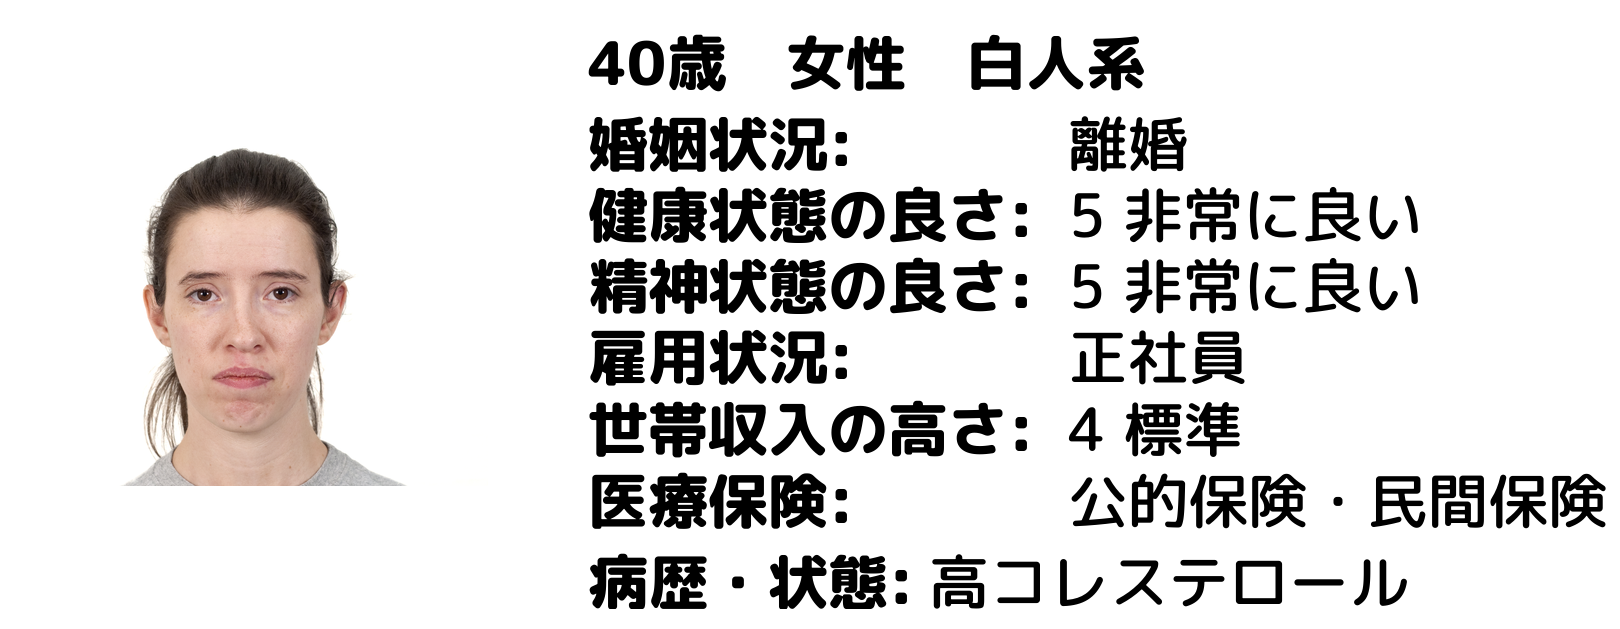 40歳　女性　白人系
婚姻状況: 離婚
健康状態の良さ: 5 非常に良い
精神状態の良さ: 5 非常に良い
雇用状況: 正社員
世帯収入の高さ: 4 標準
医療保険: 公的保険・民間保険
病歴・状態: 高コレステロール